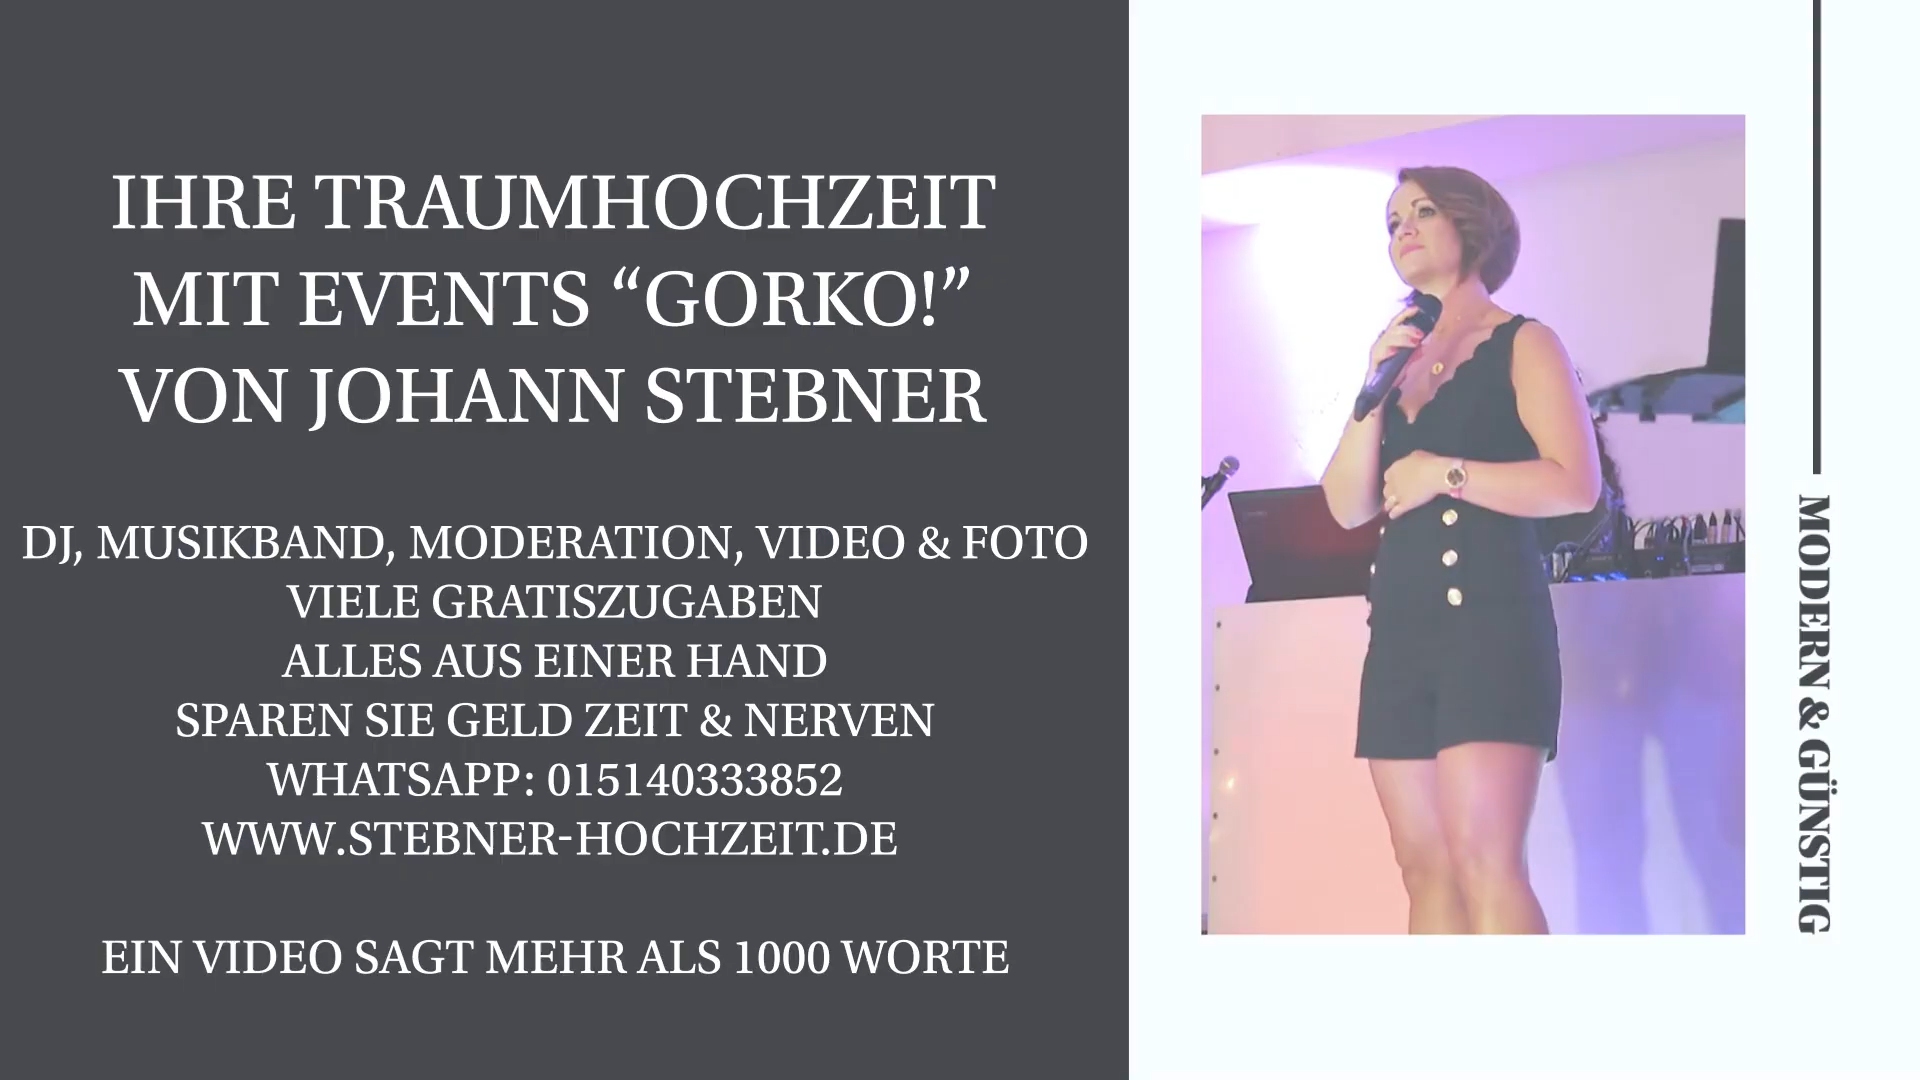 IHRE TRAUMHOCHZEIT
MIT EVENTS “GORKO!”
VON JOHANN STEBNER
DJ, MUSIKBAND, MODERATION, VIDEO & FOTO
VIELE GRATISZUGABEN
ALLES AUS EINER HAND
SPAREN SIE GELD ZEIT & NERVEN
WHATSAPP: 015140333852
WWW.STEBNER-HOCHZEIT.DE
EIN VIDEO SAGT MEHR ALS 1000 WORTE
MODERN & GÜNSTIG